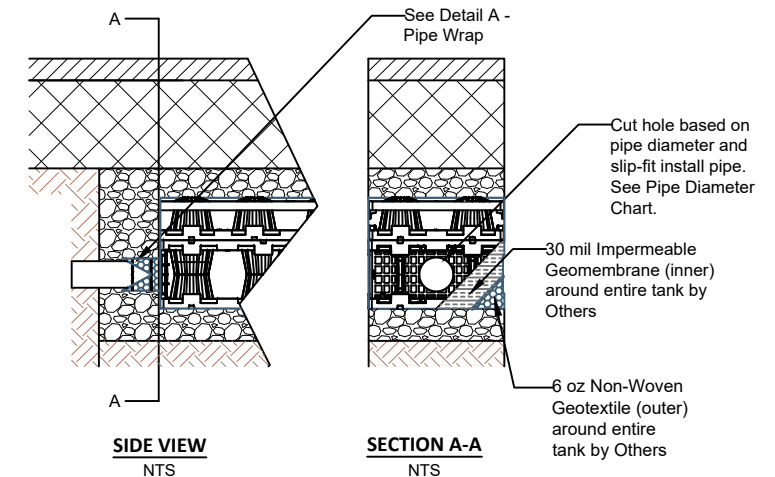 A
See Detail A -
Pipe Wrap
Cut hole based on
pipe diameter and
slip-fit install pipe.
See Pipe Diameter
Chart.
30 mil Impermeable
Geomembrane (inner)
around entire tank by
Others
6 oz Non-Woven
Geotextile (outer)
around entire
tank by Others
A
SIDE VIEW
NTS
SECTION A-A
NTS